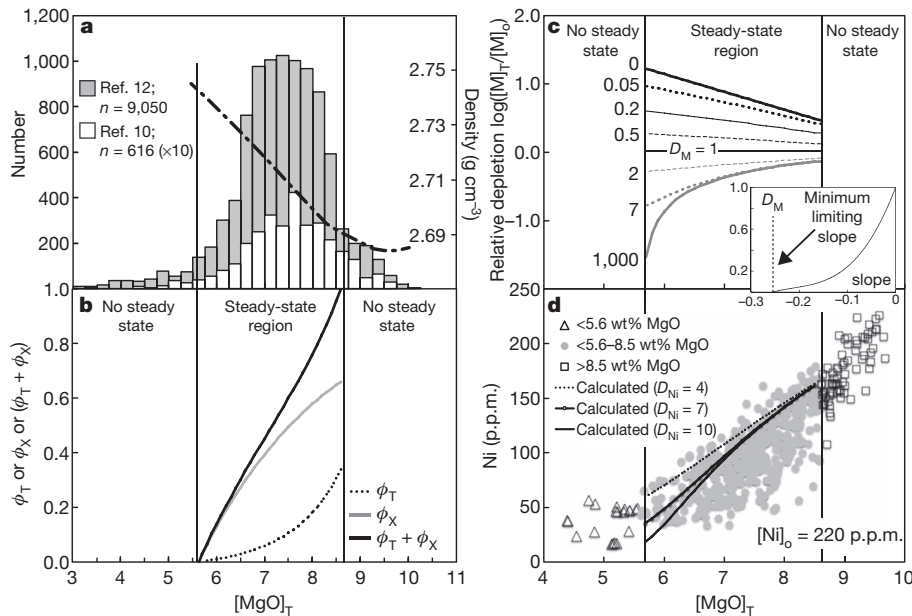 a
1,000
800
600
400
200
1.0
Number
Ref. 12;
n = 9,050
Ref. 10;
n = 616 (×10)
2.75
2.73
2.71
2.69
Density (g cm⁻³)
b
No steady
state
Steady-state
region
No steady
state
0.8
0.6
0.4
0.2
0.0
ϕT or ϕX or (ϕT + ϕX)
ϕT
ϕX
ϕT + ϕX
3 4 5 6 7 8 9 10 11
[MgO]T
c
No steady
state
Steady-state
region
No steady
state
2.0
1.0
0.0
−1.0
250
Relative depletion log([M]T/[M]o)
0
0.05
0.2
0.5
DM = 1
2
7
1,000
1.0
0.8
0.6
0.4
0.2
DM
Minimum
limiting
slope
slope
−0.3 −0.2 −0.1 0
d
<5.6 wt% MgO
<5.6–8.5 wt% MgO
>8.5 wt% MgO
Calculated (DNi = 4)
Calculated (DNi = 7)
Calculated (DNi = 10)
200
150
100
50
0
Ni (p.p.m.)
[Ni]o = 220 p.p.m.
4 5 6 7 8 9 10
[MgO]T